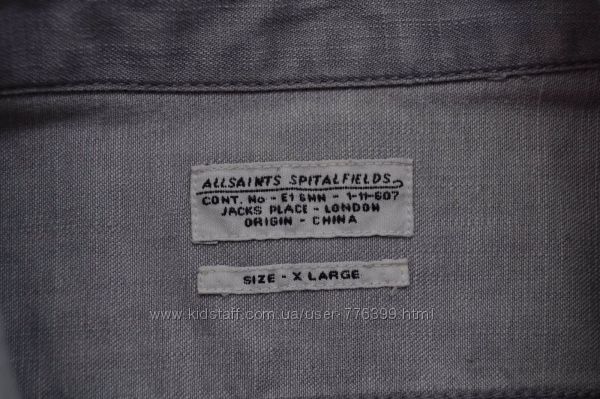 ALLSAINTS SPITALFIELDS
CONT. No - E1 6NN - 1-11-607
JACKS PLACE - LONDON
ORIGIN - CHINA
SIZE - X LARGE
www.kidstaff.com.ua/user-776399.html